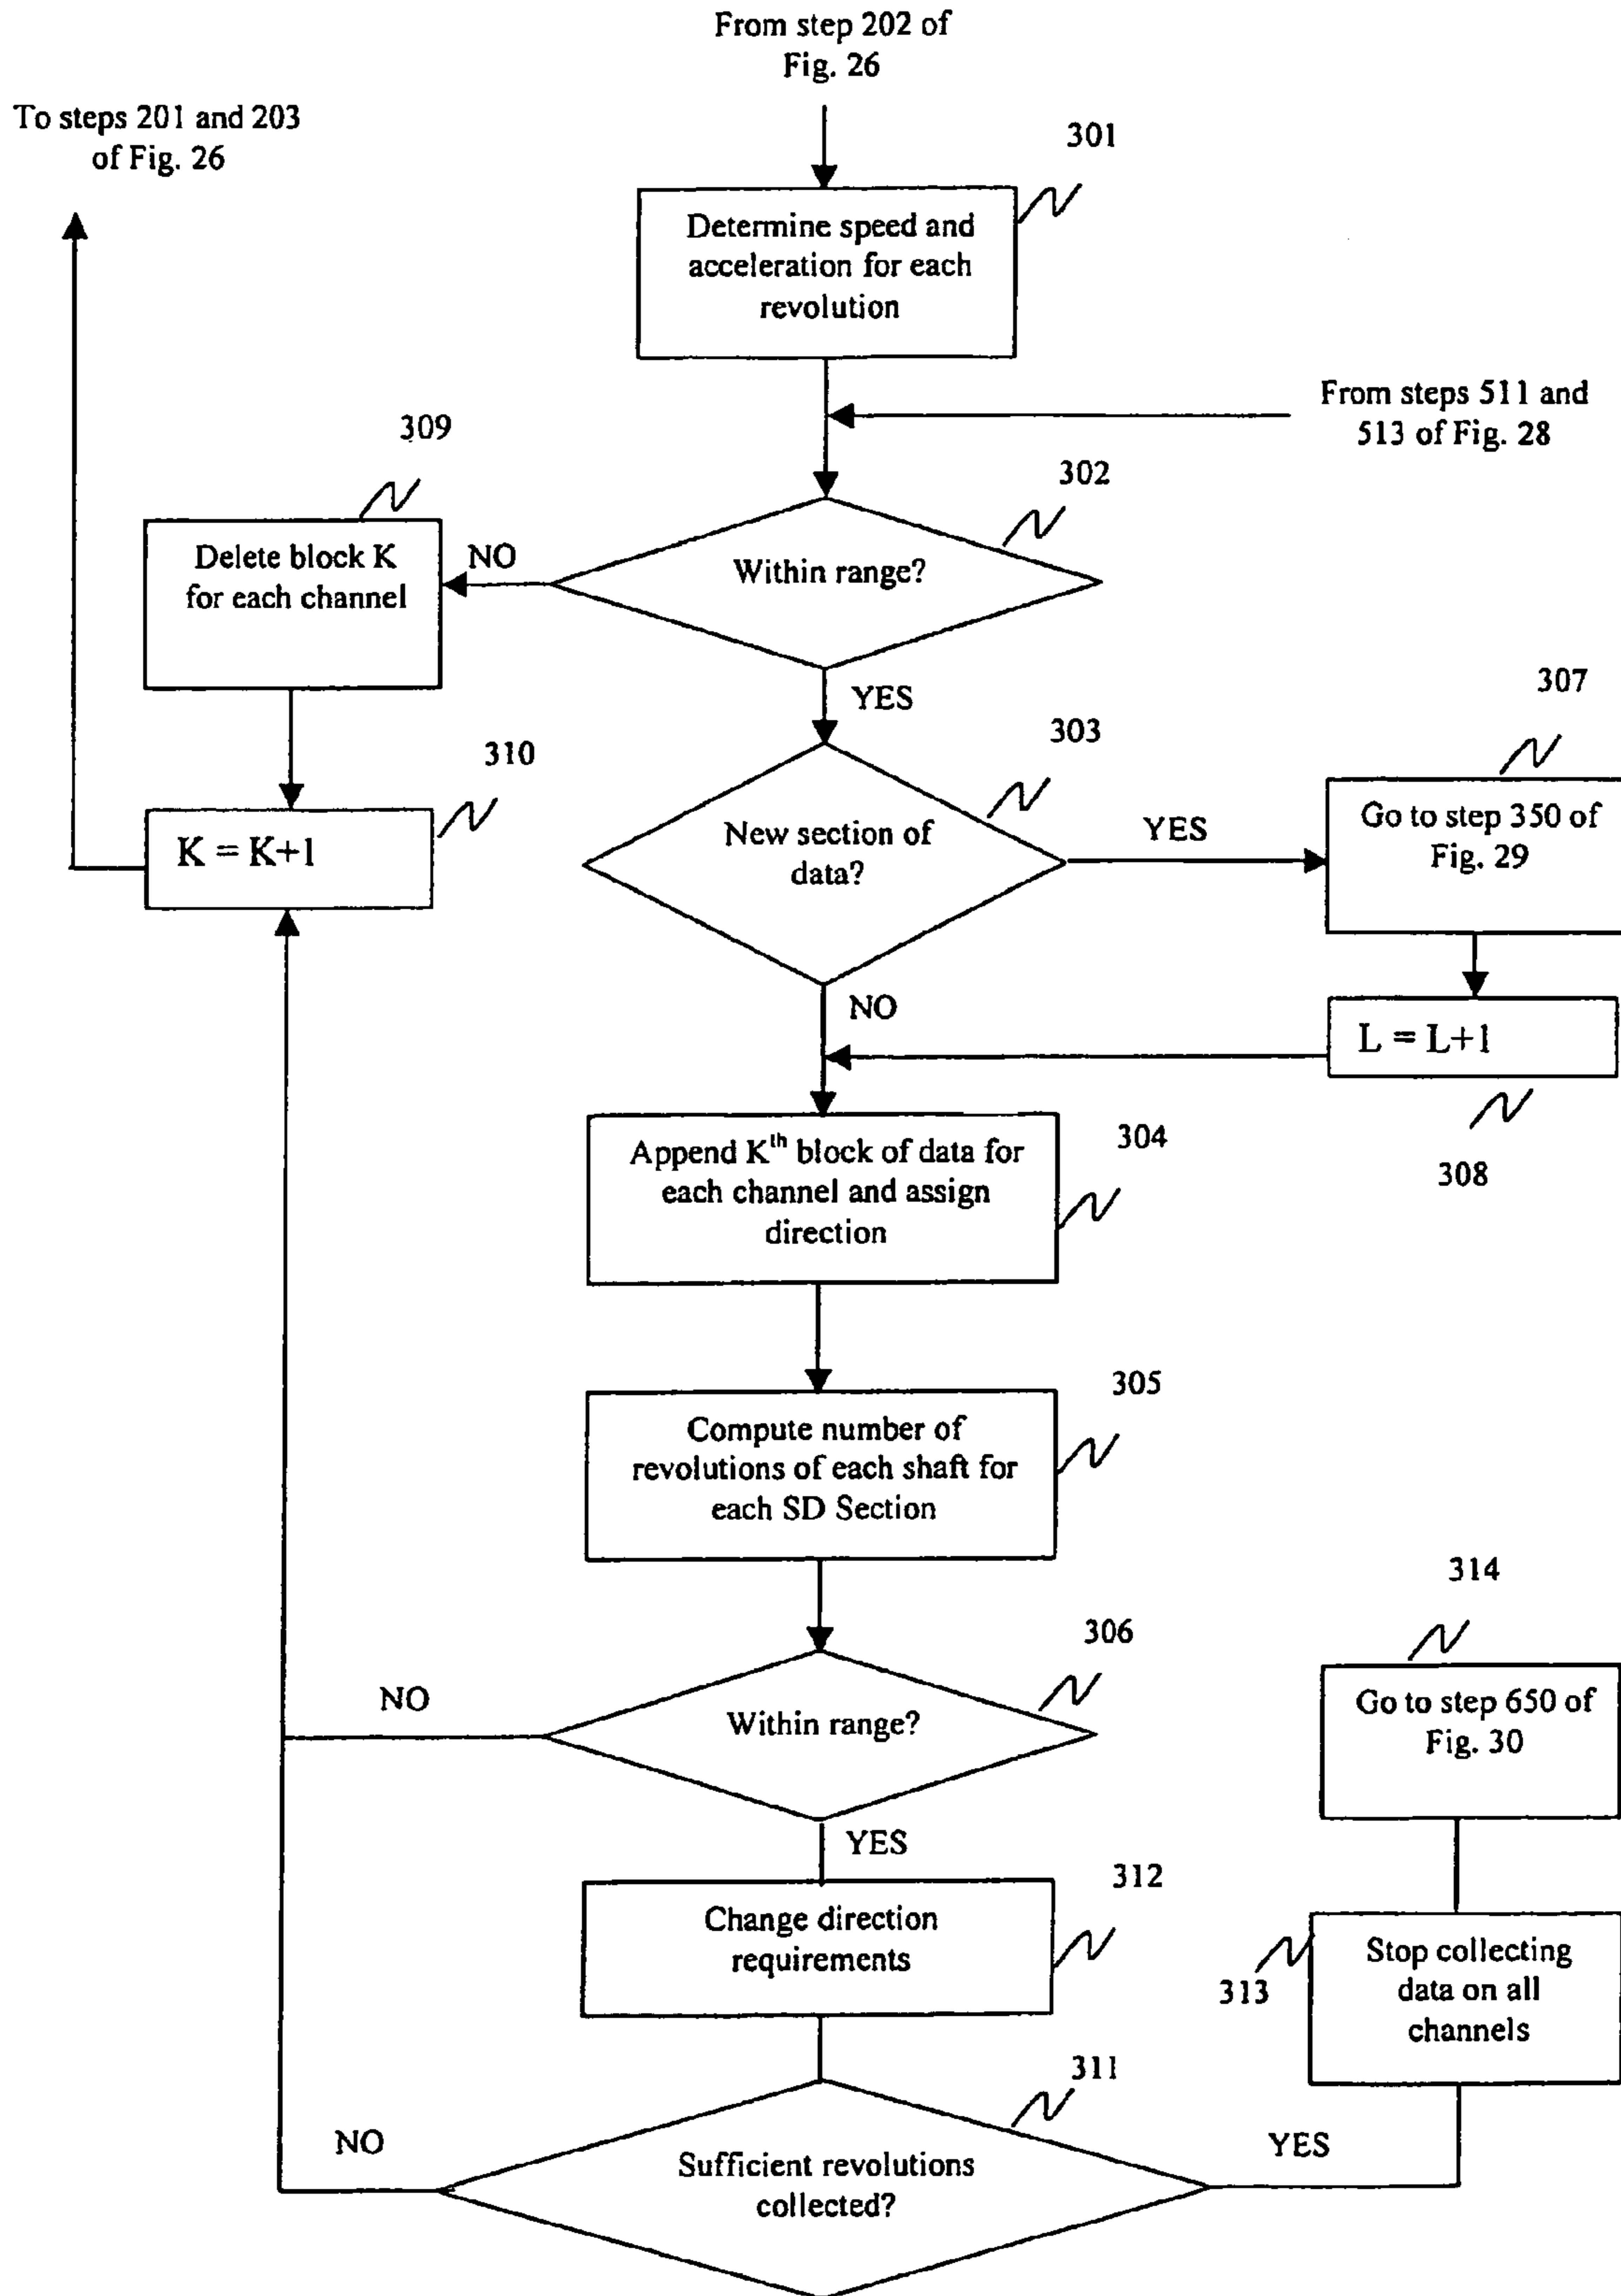 From step 202 of
Fig. 26
To steps 201 and 203
of Fig. 26
301
Determine speed and
acceleration for each
revolution
From steps 511 and
513 of Fig. 28
309
302
Delete block K
for each channel
NO
Within range?
YES
307
303
310
New section of
data?
YES
Go to step 350 of
Fig. 29
K = K+1
NO
L = L+1
308
304
Append Kth block of data for
each channel and assign
direction
305
Compute number of
revolutions of each shaft for
each SD Section
314
306
NO
Within range?
Go to step 650 of
Fig. 30
YES
312
Change direction
requirements
313
Stop collecting
data on all
channels
311
NO
Sufficient revolutions
collected?
YES